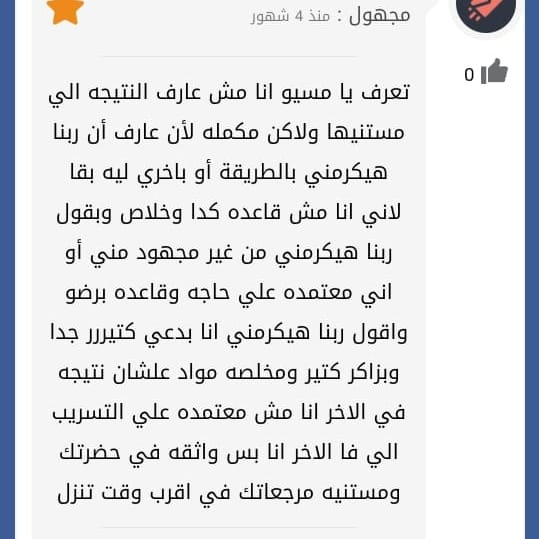 مجهول : منذ 4 شهور
0
تعرف يا مسيو انا مش عارف النتيجه الي
مستنيها ولاكن مكمله لأن عارف أن ربنا
هيكرمني بالطريقة أو باخري ليه بقا
لاني انا مش قاعده كدا وخلاص وبقول
ربنا هيكرمني من غير مجهود مني أو
اني معتمده علي حاجه وقاعده برضو
واقول ربنا هيكرمني انا بدعي كتيررر جدا
وبزاكر كتير ومخلصه مواد علشان نتيجه
في الاخر انا مش معتمده علي التسريب
الي فا الاخر انا بس واثقه في حضرتك
ومستنيه مرجعاتك في اقرب وقت تنزل